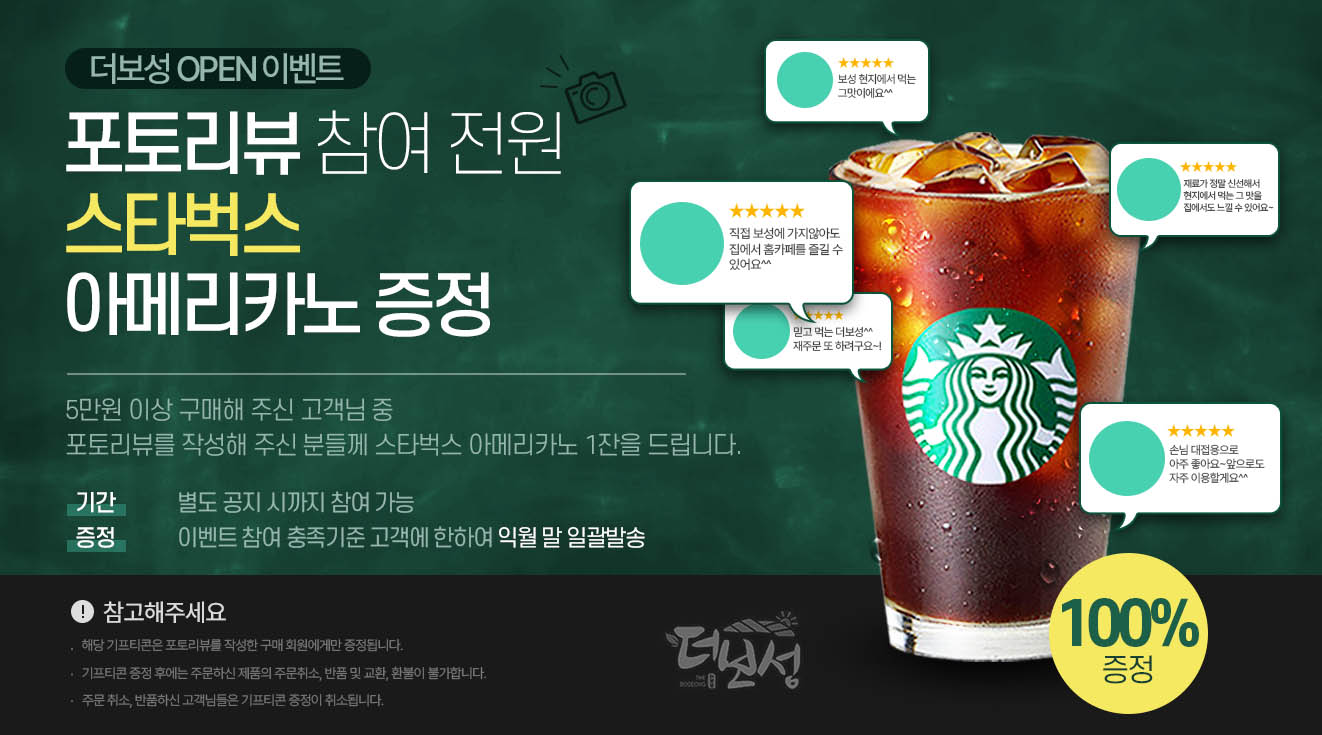 더보성 OPEN 이벤트
포토리뷰 참여 전원
스타벅스
아메리카노 증정
5만원 이상 구매해 주신 고객님 중
포토리뷰를 작성해 주신 분들께 스타벅스 아메리카노 1잔을 드립니다.
기간 별도 공지 시까지 참여 가능
증정 이벤트 참여 충족기준 고객에 한하여 익월 말 일괄발송
★★★★★
보성 현지에서 먹는
그맛이에요^^
★★★★★
재료가 정말 신선해서
현지에서 먹는 그 맛을
집에서도 느낄 수 있어요~
★★★★★
직접 보성에 가지않아도
집에서 홈카페를 즐길 수
있어요^^
★★★★
믿고 먹는 더보성^^
재주문 또 하려구요~!
★★★★★
손님 대접용으로
아주 좋아요~앞으로도
자주 이용할게요^^
100%
증정
! 참고해주세요
· 해당 기프티콘은 포토리뷰를 작성한 구매 회원에게만 증정됩니다.
· 기프티콘 증정 후에는 주문하신 제품의 주문취소, 반품 및 교환, 환불이 불가합니다.
· 주문 취소, 반품하신 고객님들은 기프티콘 증정이 취소됩니다.
더보성
THE
BOSEONG